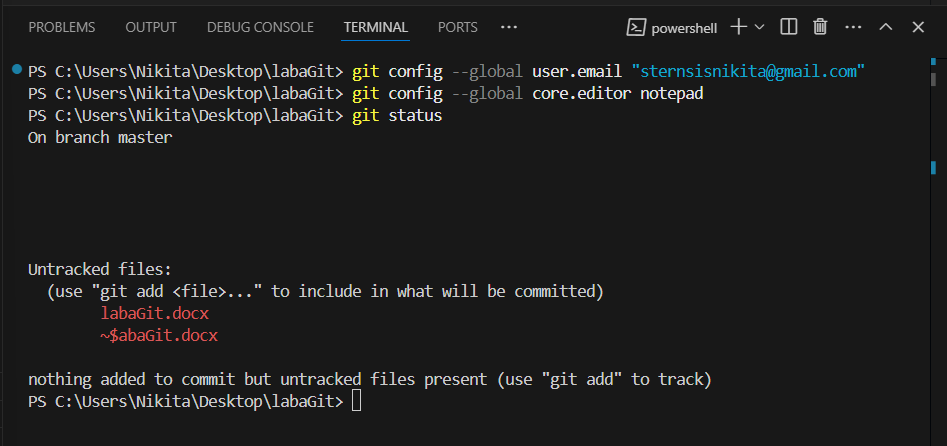 PROBLEMS OUTPUT DEBUG CONSOLE TERMINAL PORTS ··· powershell
PS C:\Users\Nikita\Desktop\labaGit> git config --global user.email "sternsisnikita@gmail.com"
PS C:\Users\Nikita\Desktop\labaGit> git config --global core.editor notepad
PS C:\Users\Nikita\Desktop\labaGit> git status
On branch master
Untracked files:
(use "git add <file>..." to include in what will be committed)
labaGit.docx
~$abaGit.docx
nothing added to commit but untracked files present (use "git add" to track)
PS C:\Users\Nikita\Desktop\labaGit>